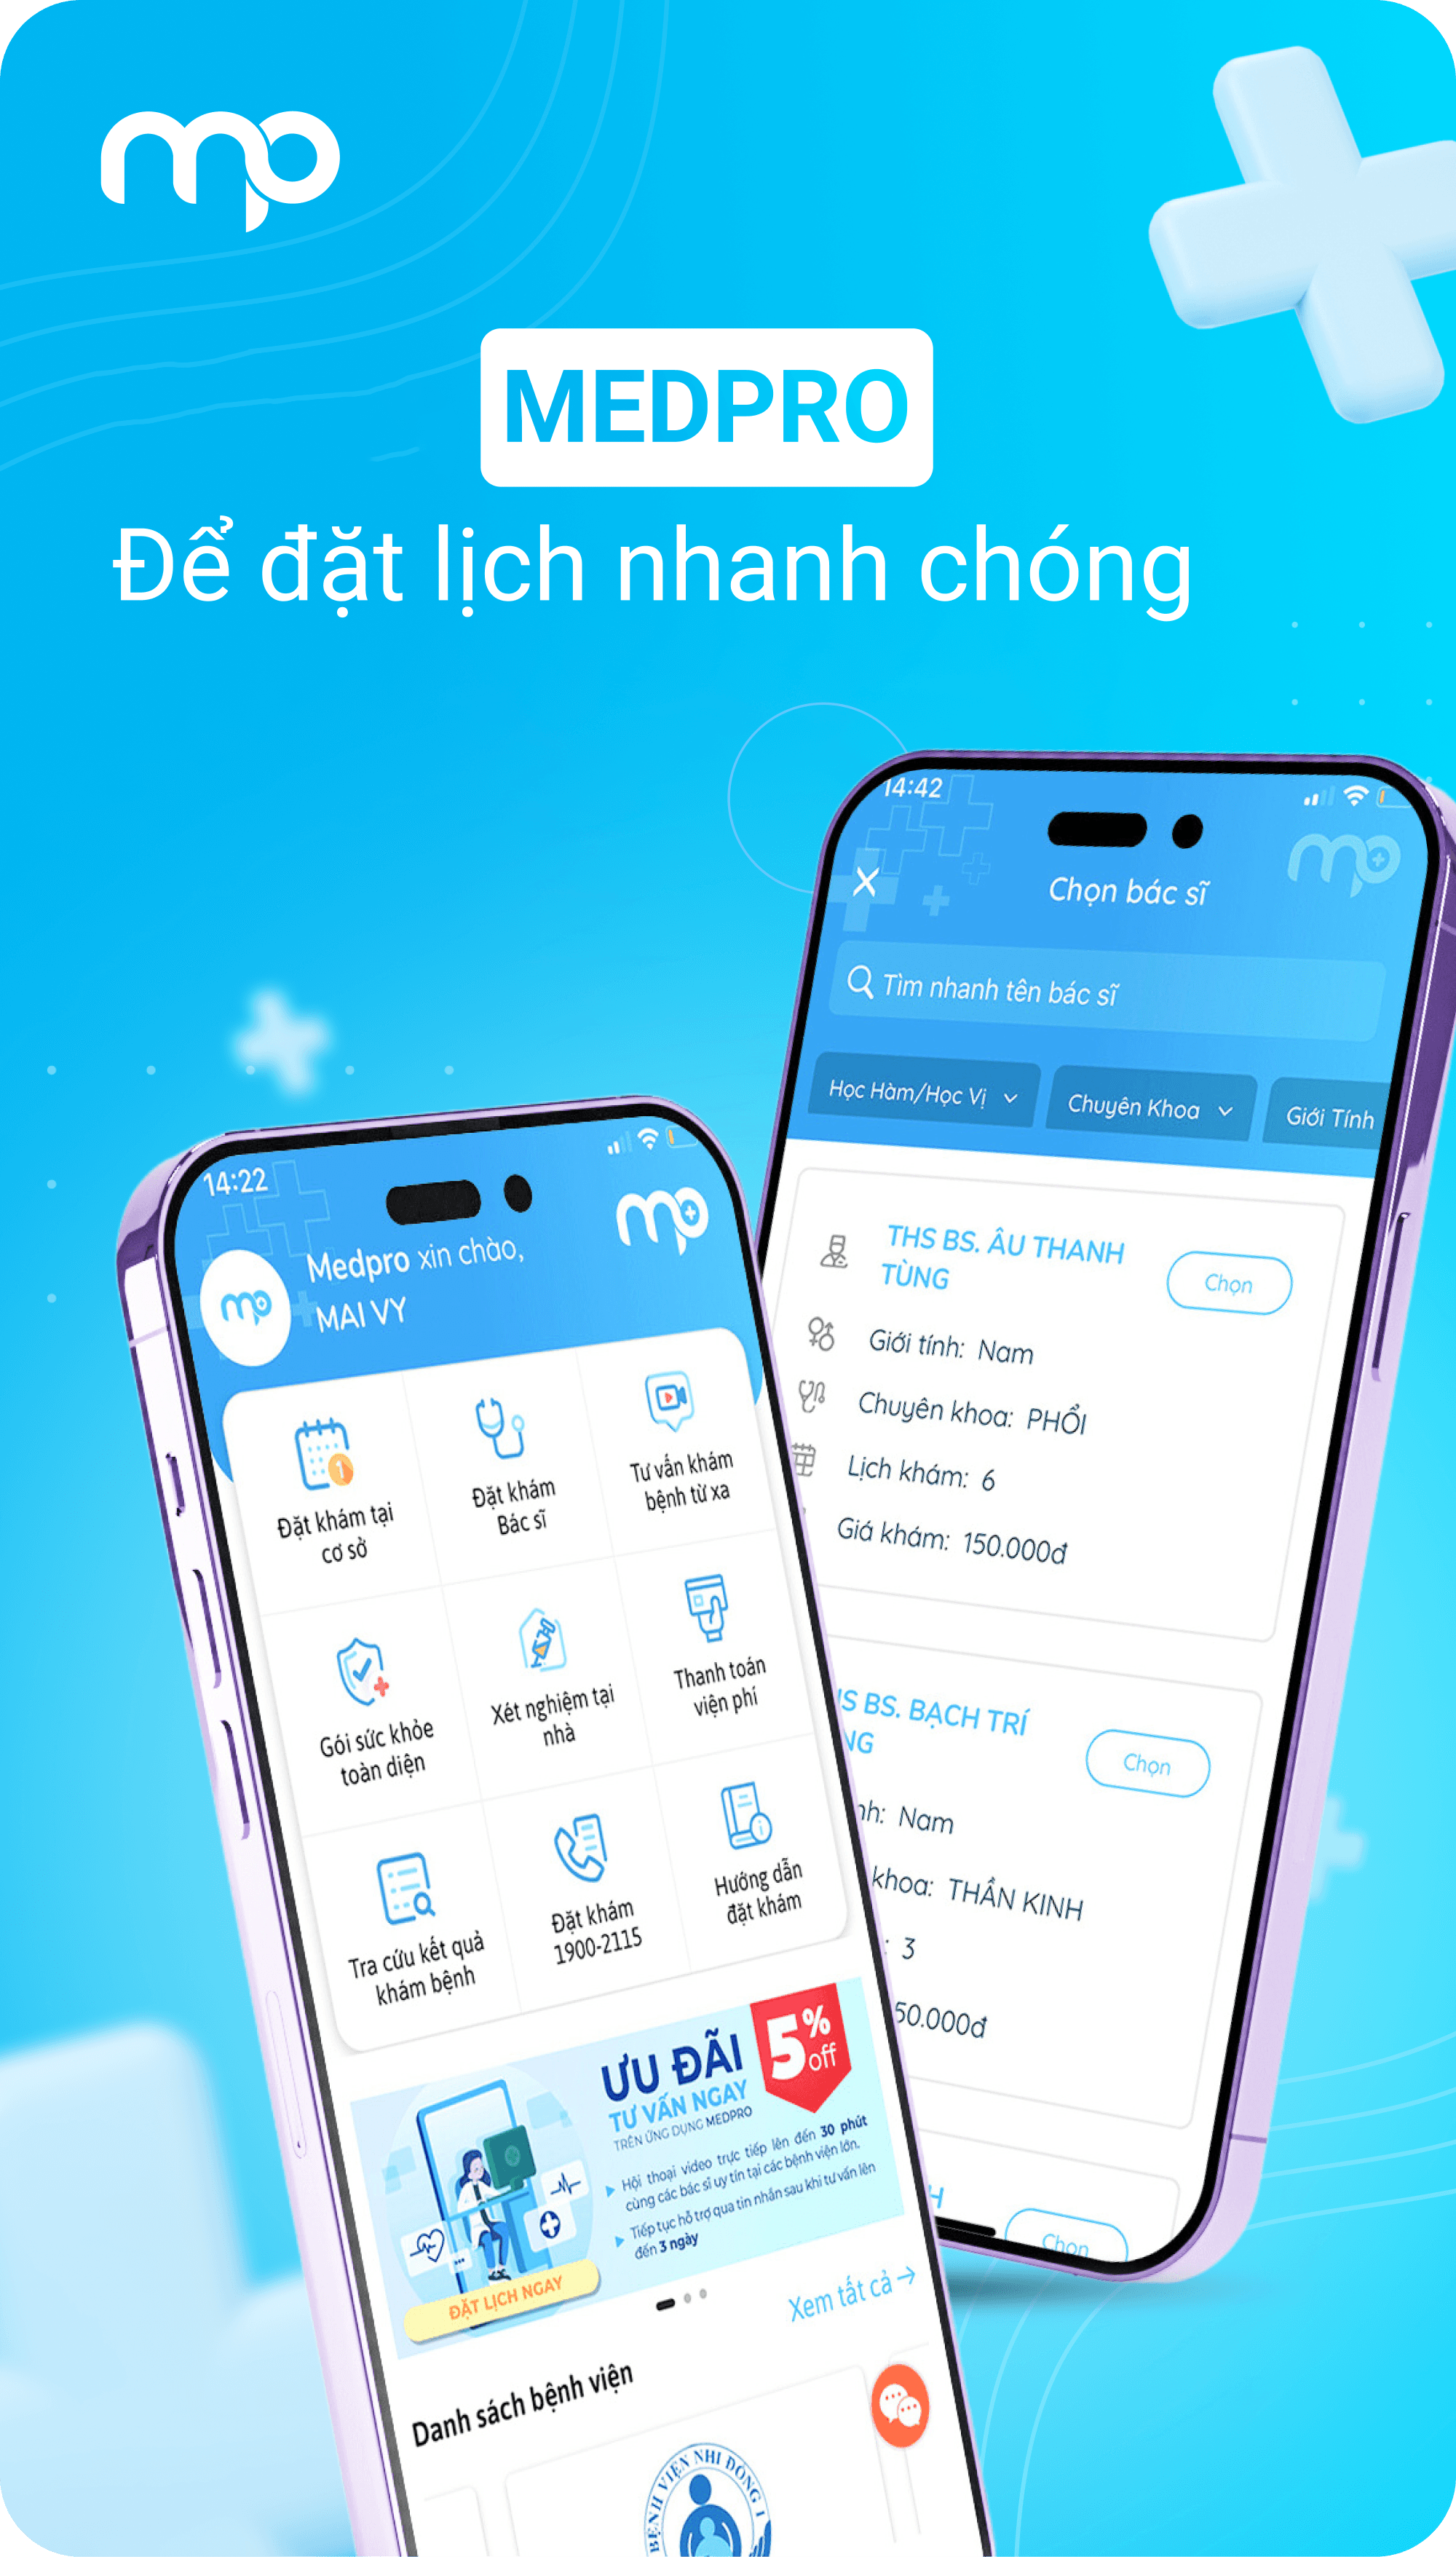 mp
MEDPRO
Để đặt lịch nhanh chóng
14:42
mp
Chọn bác sĩ
Tìm nhanh tên bác sĩ
Học Hàm/Học Vị
Chuyên Khoa
Giới Tính
THS BS. ÂU THANH
TÙNG
Chọn
Giới tính: Nam
Chuyên khoa: PHỔI
Lịch khám: 6
Giá khám: 150.000đ
BS. BẠCH TRÍ
NG
Chọn
nh: Nam
khoa: THẦN KINH
: 3
50.000đ
H
Chọn
14:22
mp
mp
Medpro xin chào,
MAI VY
Đặt khám tại
cơ sở
Đặt khám
Bác sĩ
Tư vấn khám
bệnh từ xa
Gói sức khỏe
toàn diện
Xét nghiệm tại
nhà
Thanh toán
viện phí
Tra cứu kết quả
khám bệnh
Đặt khám
1900-2115
Hướng dẫn
đặt khám
ƯU ĐÃI
5%
off
TƯ VẤN NGAY
TRÊN ỨNG DỤNG MEDPRO
Hội thoại video trực tiếp lên đến 30 phút
cùng các bác sĩ uy tín tại các bệnh viện lớn.
Tiếp tục hỗ trợ qua tin nhắn sau khi tư vấn lên
đến 3 ngày
ĐẶT LỊCH NGAY
Xem tất cả →
Danh sách bệnh viện
BỆNH VIỆN NHI ĐỒNG 1